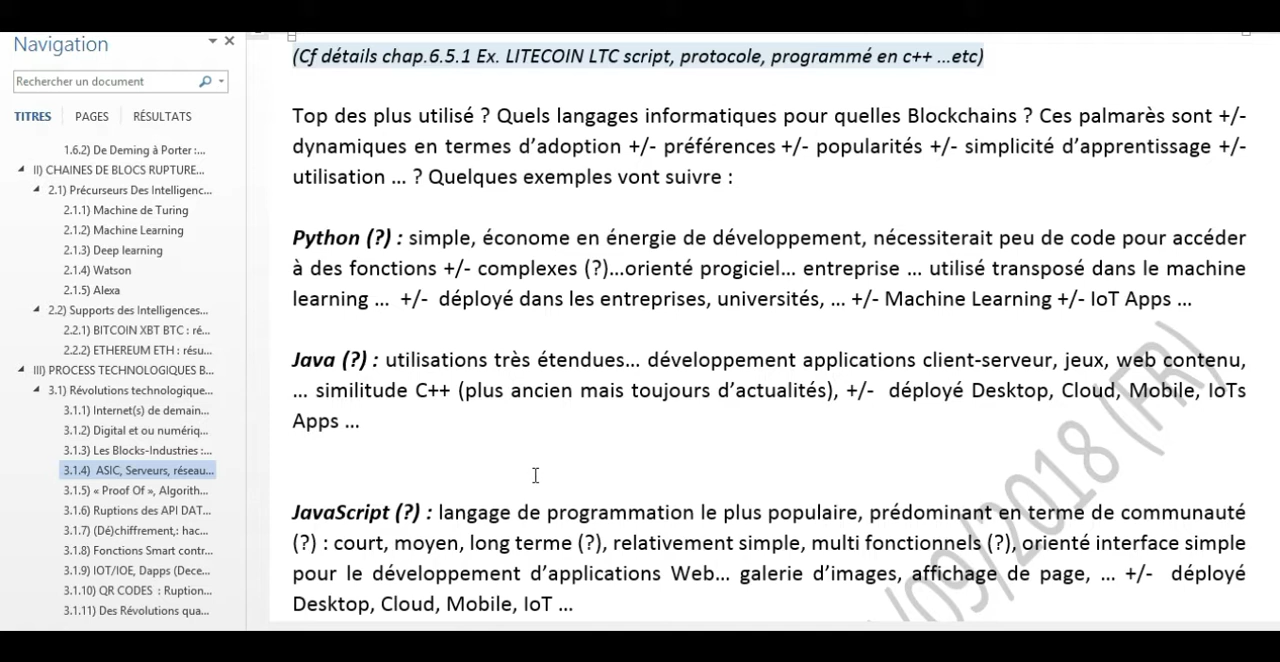 Navigation
Rechercher un document
TITRES PAGES RÉSULTATS
1.6.2) De Deming à Porter :...
II) CHAINES DE BLOCS RUPTURE...
2.1) Précurseurs Des Intelligenc...
2.1.1) Machine de Turing
2.1.2) Machine Learning
2.1.3) Deep learning
2.1.4) Watson
2.1.5) Alexa
2.2) Supports des Intelligences...
2.2.1) BITCOIN XBT BTC : ré...
2.2.2) ETHEREUM ETH : résu...
III) PROCESS TECHNOLOGIQUES B...
3.1) Révolutions technologique...
3.1.1) Internet(s) de demain...
3.1.2) Digital et ou numériq...
3.1.3) Les Blocks-Industries :...
3.1.4) ASIC, Serveurs, réseau...
3.1.5) « Proof Of », Algorith...
3.1.6) Ruptions des API DAT...
3.1.7) (Dé)chiffrement,: hac...
3.1.8) Fonctions Smart contr...
3.1.9) IOT/IOE, Dapps (Dece...
3.1.10) QR CODES : Ruption...
3.1.11) Des Révolutions qua...
(Cf détails chap.6.5.1 Ex. LITECOIN LTC script, protocole, programmé en c++ ...etc)
Top des plus utilisé ? Quels langages informatiques pour quelles Blockchains ? Ces palmarès sont +/-
dynamiques en termes d'adoption +/- préférences +/- popularités +/- simplicité d'apprentissage +/-
utilisation ... ? Quelques exemples vont suivre :
Python (?) : simple, économe en énergie de développement, nécessiterait peu de code pour accéder
à des fonctions +/- complexes (?)...orienté progiciel... entreprise ... utilisé transposé dans le machine
learning ... +/- déployé dans les entreprises, universités, ... +/- Machine Learning +/- IoT Apps ...
Java (?) : utilisations très étendues... développement applications client-serveur, jeux, web contenu,
... similitude C++ (plus ancien mais toujours d'actualités), +/- déployé Desktop, Cloud, Mobile, IoTs
Apps ...
JavaScript (?) : langage de programmation le plus populaire, prédominant en terme de communauté
(?) : court, moyen, long terme (?), relativement simple, multi fonctionnels (?), orienté interface simple
pour le développement d'applications Web... galerie d'images, affichage de page, ... +/- déployé
Desktop, Cloud, Mobile, IoT ...
/09/2018 (FR)